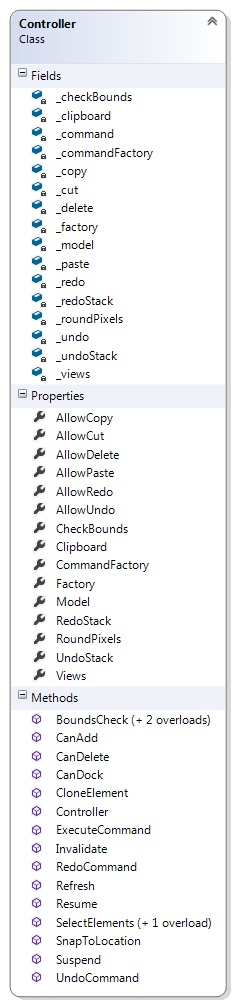 Controller
Class
Fields
_checkBounds
_clipboard
_command
_commandFactory
_copy
_cut
_delete
_factory
_model
_paste
_redo
_redoStack
_roundPixels
_undo
_undoStack
_views
Properties
AllowCopy
AllowCut
AllowDelete
AllowPaste
AllowRedo
AllowUndo
CheckBounds
Clipboard
CommandFactory
Factory
Model
RedoStack
RoundPixels
UndoStack
Views
Methods
BoundsCheck (+ 2 overloads)
CanAdd
CanDelete
CanDock
CloneElement
Controller
ExecuteCommand
Invalidate
RedoCommand
Refresh
Resume
SelectElements (+ 1 overload)
SnapToLocation
Suspend
UndoCommand